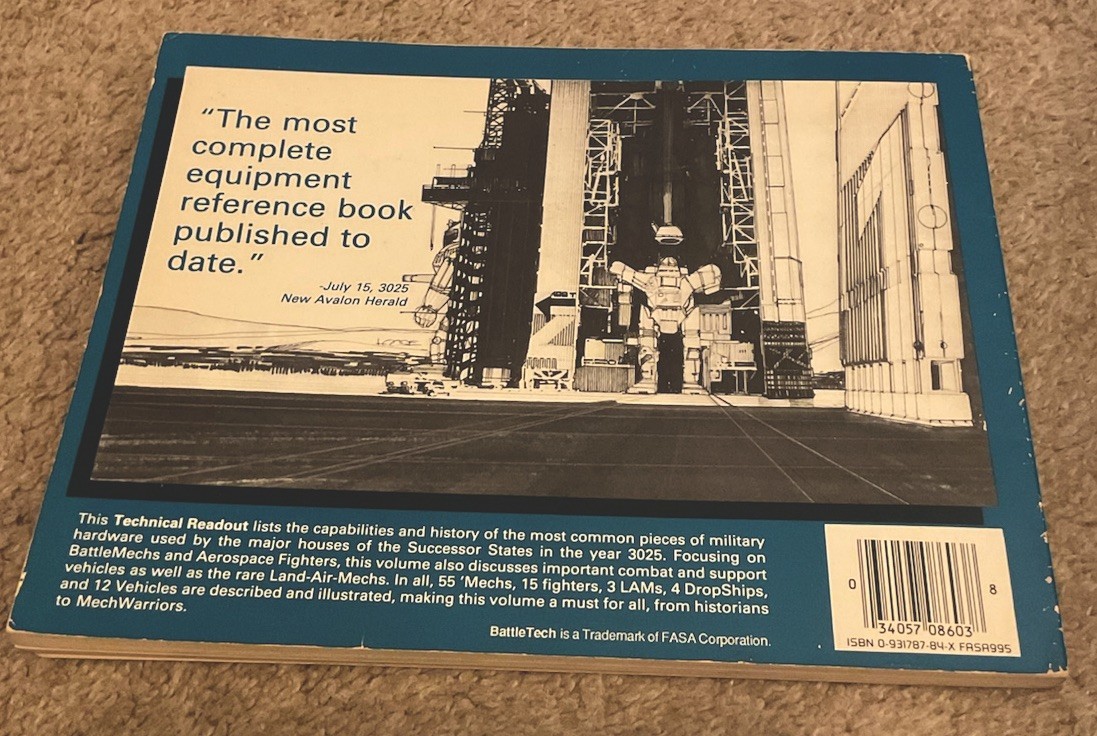 “The most
complete
equipment
reference book
published to
date.”
-July 15, 3025
New Avalon Herald
This Technical Readout lists the capabilities and history of the most common pieces of military
hardware used by the major houses of the Successor States in the year 3025. Focusing on
BattleMechs and Aerospace Fighters, this volume also discusses important combat and support
vehicles as well as the rare Land-Air-Mechs. In all, 55 ’Mechs, 15 fighters, 3 LAMs, 4 DropShips,
and 12 Vehicles are described and illustrated, making this volume a must for all, from historians
to MechWarriors.
BattleTech is a Trademark of FASA Corporation.
0 34057 08603 8
ISBN 0-931787-84-X FASA995